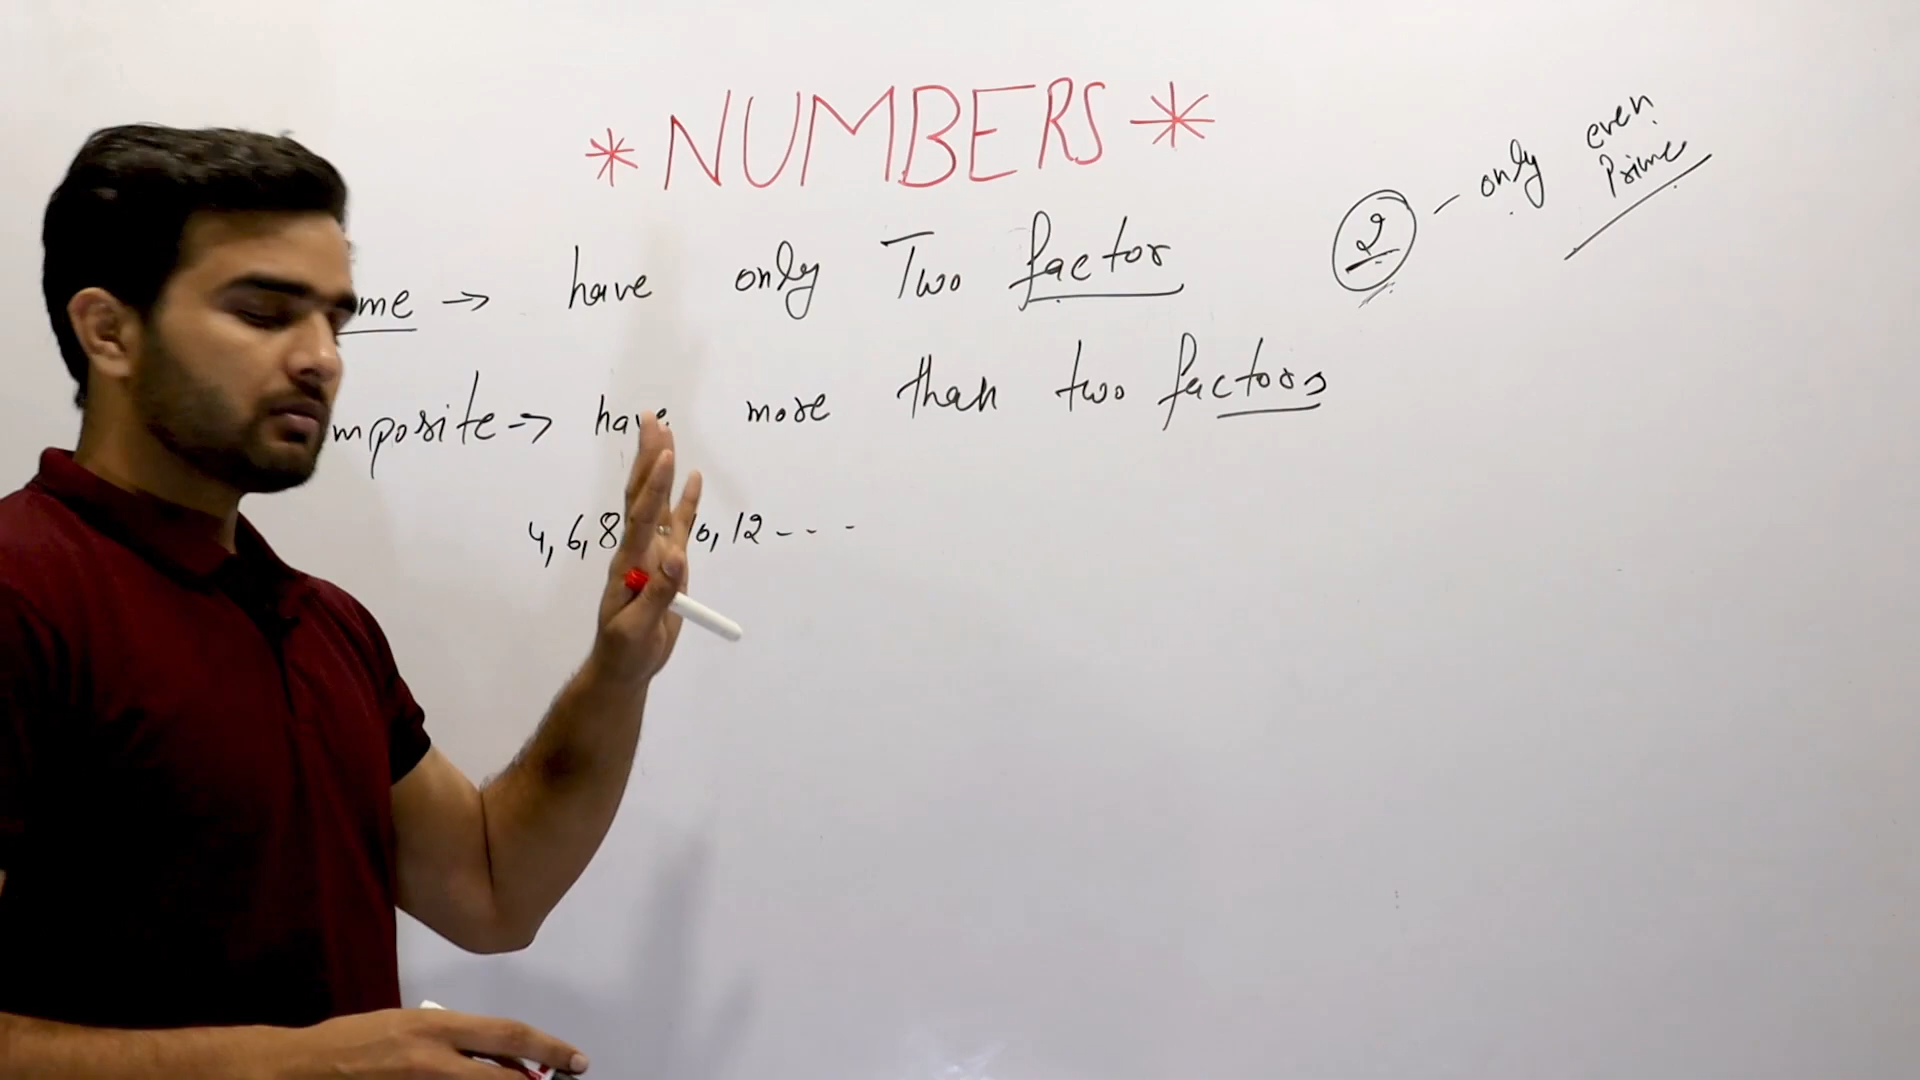 * NUMBERS *
me → have only Two factor
mposite → have more than two factors
4, 6, 8 10, 12 - - -
2 - only even
Prime